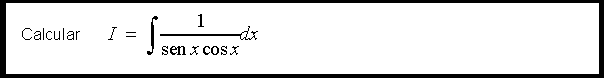 Calcular I = ∫ 1/(sen x cos x) dx